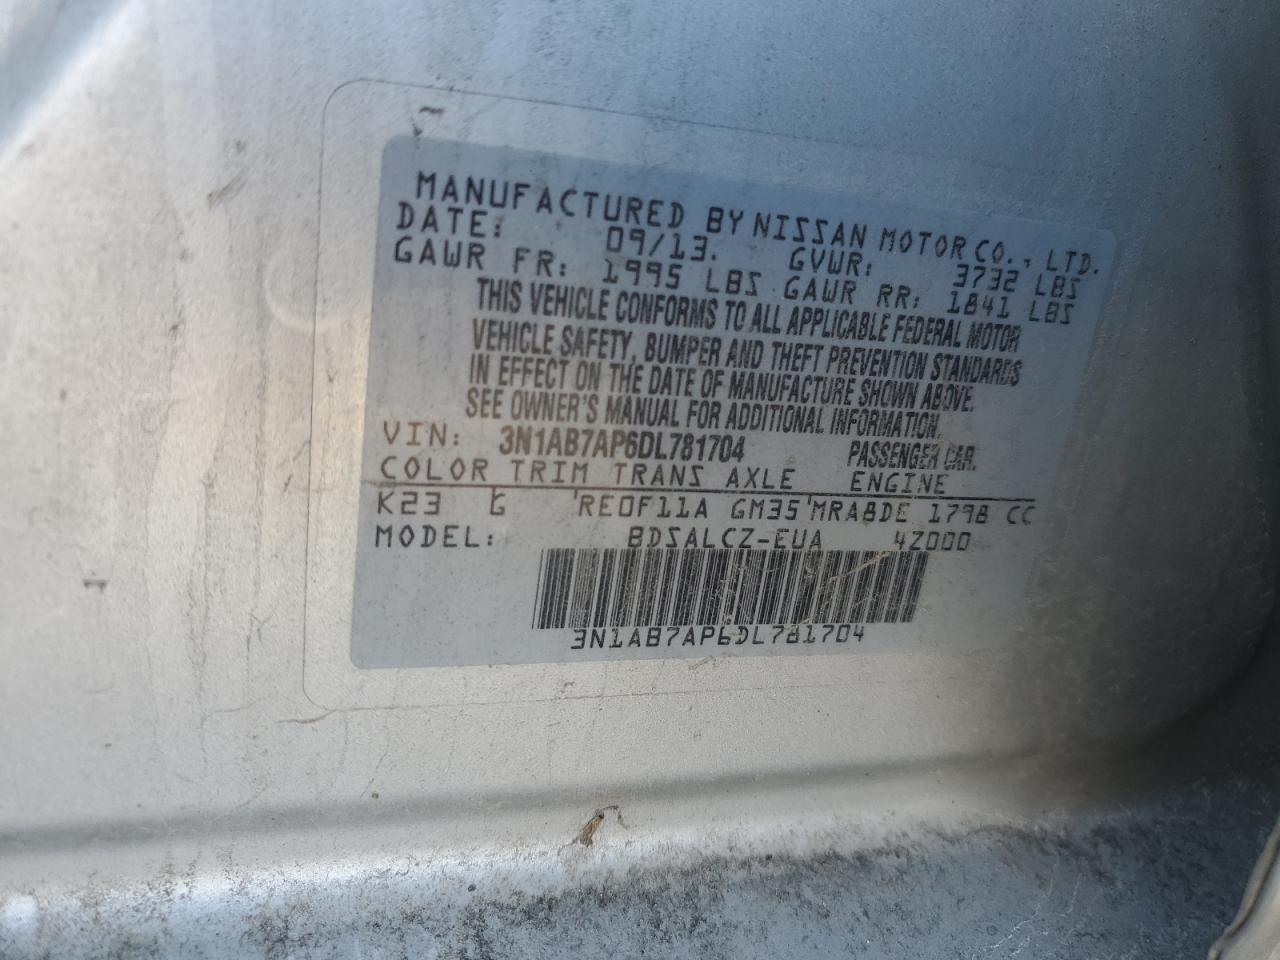 MANUFACTURED BY NISSAN MOTOR CO., LTD.
DATE: 09/13. GVWR: 3732 LBS
GAWR FR: 1995 LBS GAWR RR: 1841 LBS
THIS VEHICLE CONFORMS TO ALL APPLICABLE FEDERAL MOTOR
VEHICLE SAFETY, BUMPER AND THEFT PREVENTION STANDARDS
IN EFFECT ON THE DATE OF MANUFACTURE SHOWN ABOVE.
SEE OWNER'S MANUAL FOR ADDITIONAL INFORMATION.
VIN: 3N1AB7AP6DL781704 PASSENGER CAR.
COLOR TRIM TRANS AXLE ENGINE
K23 G 'RE0F11A GM35'MRA8DE 1798 CC
MODEL: BDSALCZ-EUA 4Z000
3N1AB7AP6DL781704